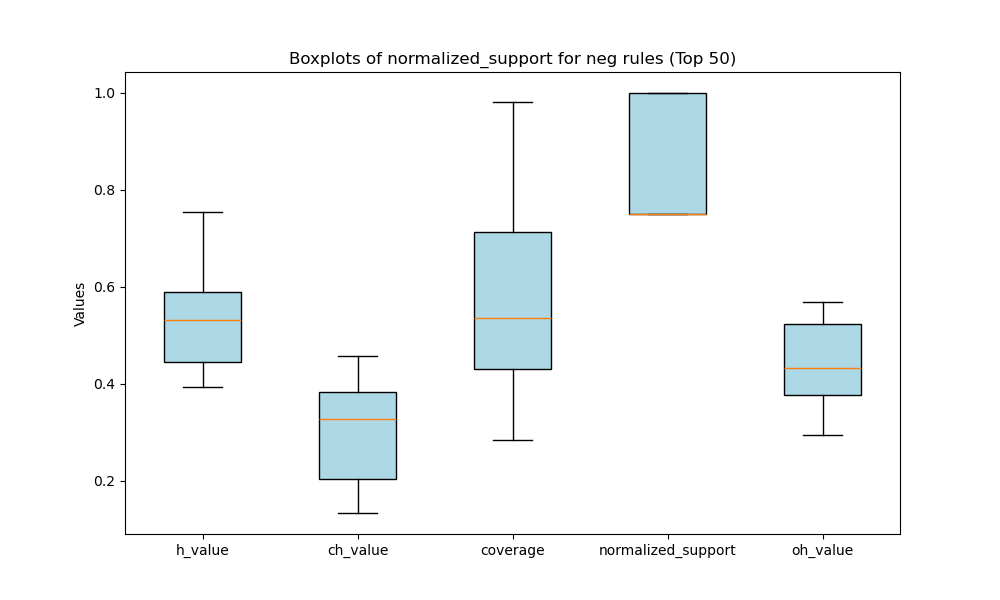 Boxplots of normalized_support for neg rules (Top 50)
1.0
0.8
0.6
0.4
0.2
Values
h_value
ch_value
coverage
normalized_support
oh_value